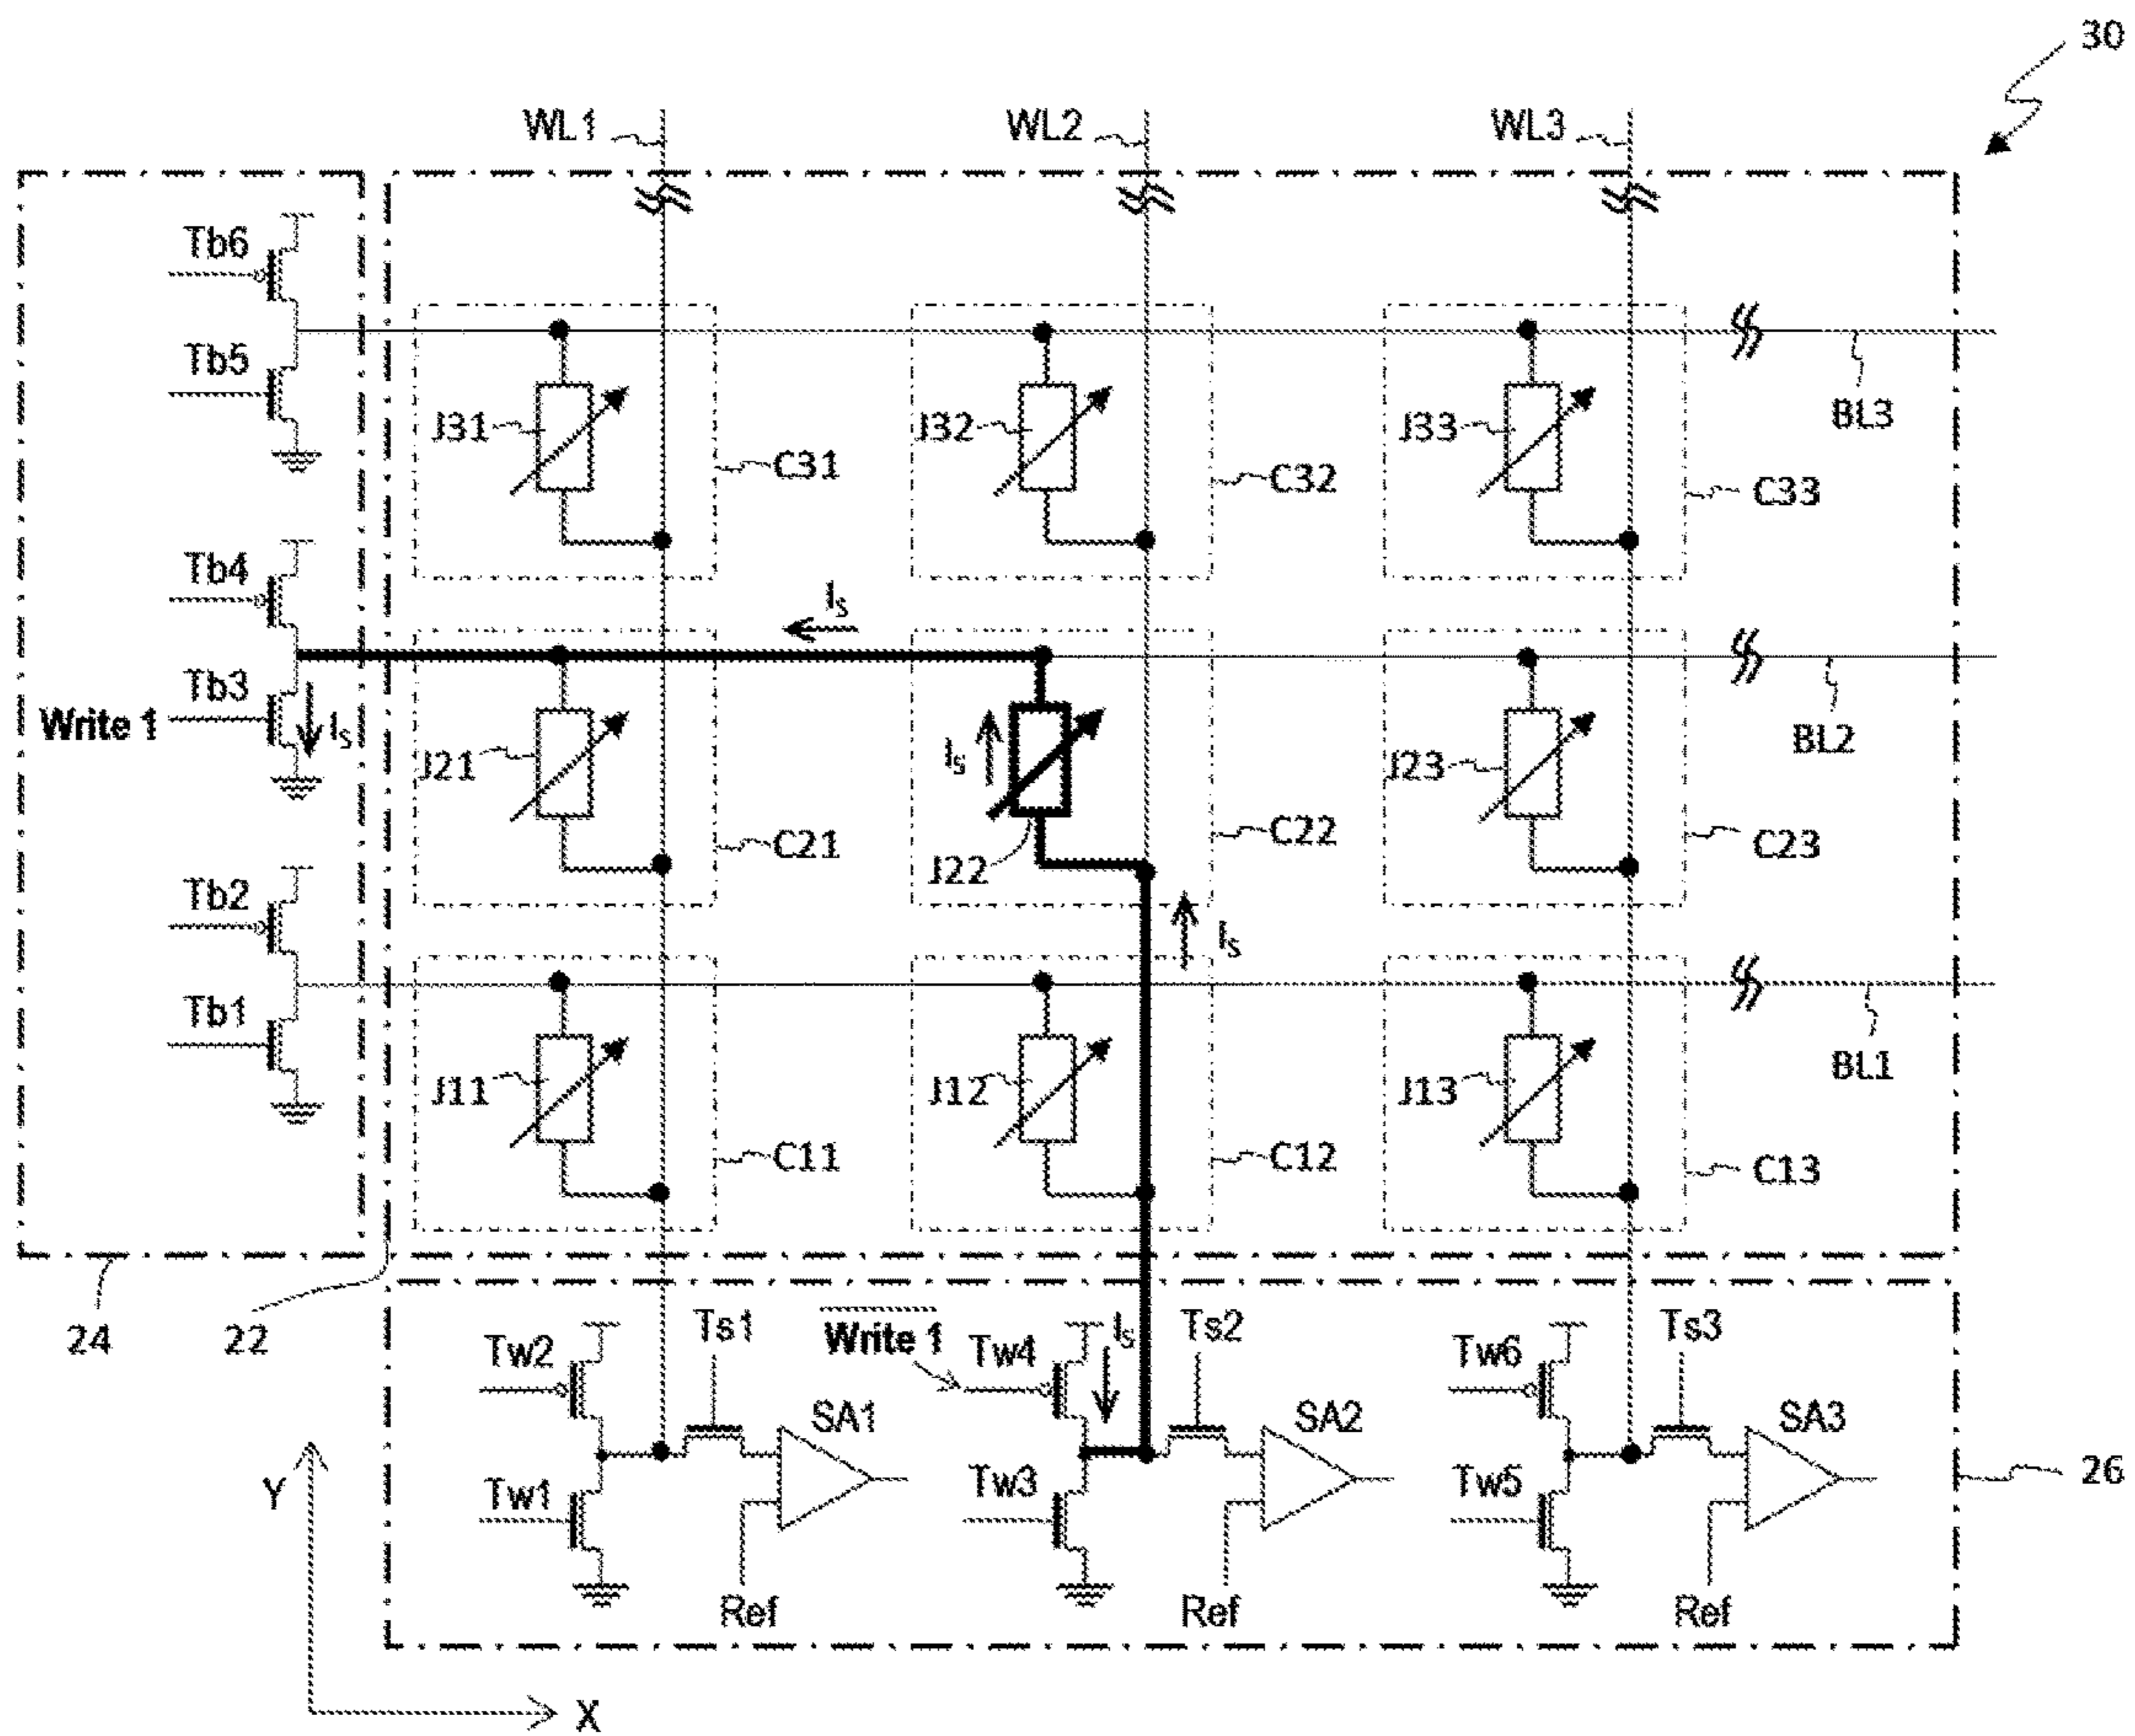 30
WL1 WL2 WL3
Tb6
Tb5
J31 J32 J33 BL3
C31 C32 C33
Tb4
Is
Tb3
Write 1 Is
J21 Is J23 BL2
C21 J22 C22 C23
Tb2
Is
Tb1
J11 J12 J13 BL1
C11 C12 C13
24 22
Tw2 Ts1 Write 1 Tw4 Is Ts2 Tw6 Ts3
SA1 SA2 SA3
Y Tw1 Tw3 Tw5 26
Ref Ref Ref
X